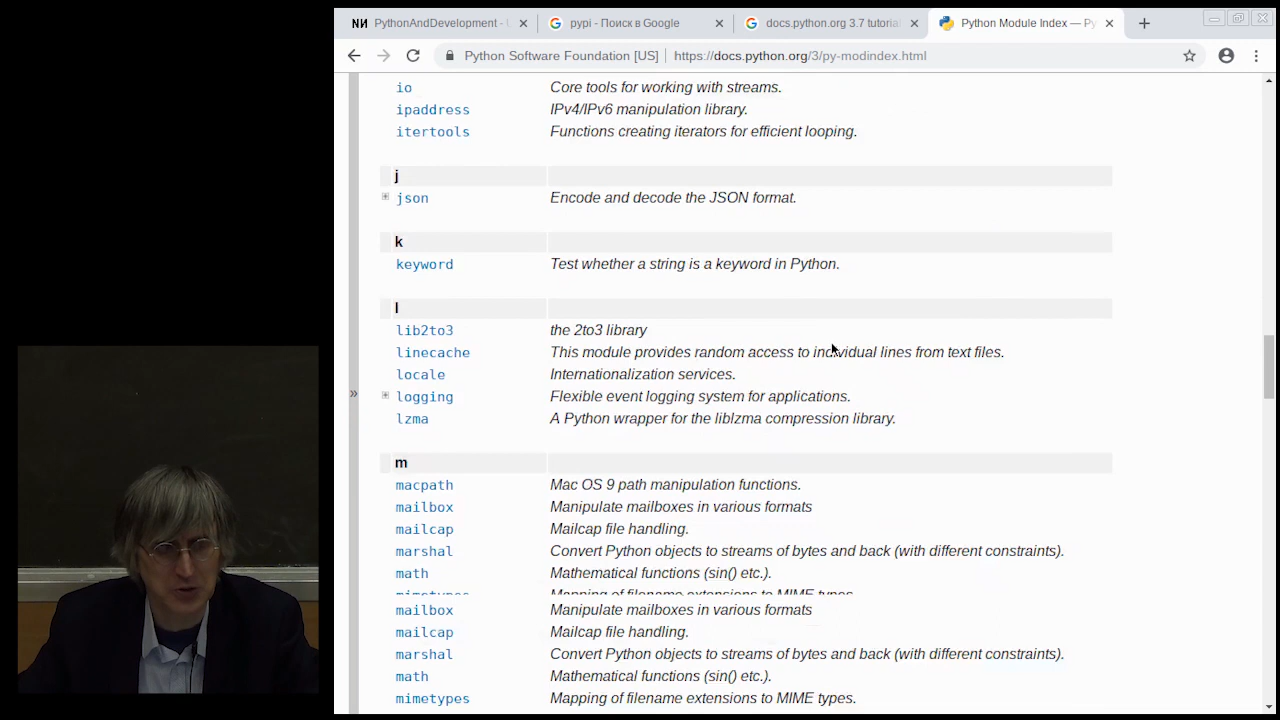 PythonAndDevelopment - U
pypi - Поиск в Google
docs.python.org 3.7 tutoria
Python Module Index — Py
Python Software Foundation [US]
https://docs.python.org/3/py-modindex.html
io Core tools for working with streams.
ipaddress IPv4/IPv6 manipulation library.
itertools Functions creating iterators for efficient looping.
j
json Encode and decode the JSON format.
k
keyword Test whether a string is a keyword in Python.
l
lib2to3 the 2to3 library
linecache This module provides random access to individual lines from text files.
locale Internationalization services.
logging Flexible event logging system for applications.
lzma A Python wrapper for the liblzma compression library.
m
macpath Mac OS 9 path manipulation functions.
mailbox Manipulate mailboxes in various formats
mailcap Mailcap file handling.
marshal Convert Python objects to streams of bytes and back (with different constraints).
math Mathematical functions (sin() etc.).
mimetypes Mapping of filename extensions to MIME types.
mailbox Manipulate mailboxes in various formats
mailcap Mailcap file handling.
marshal Convert Python objects to streams of bytes and back (with different constraints).
math Mathematical functions (sin() etc.).
mimetypes Mapping of filename extensions to MIME types.